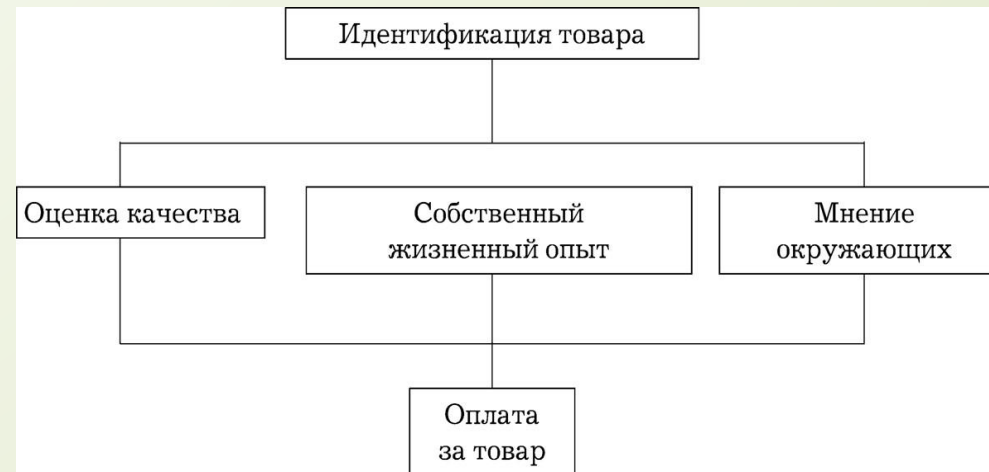 Идентификация товара
Оценка качества
Собственный
жизненный опыт
Мнение
окружающих
Оплата
за товар